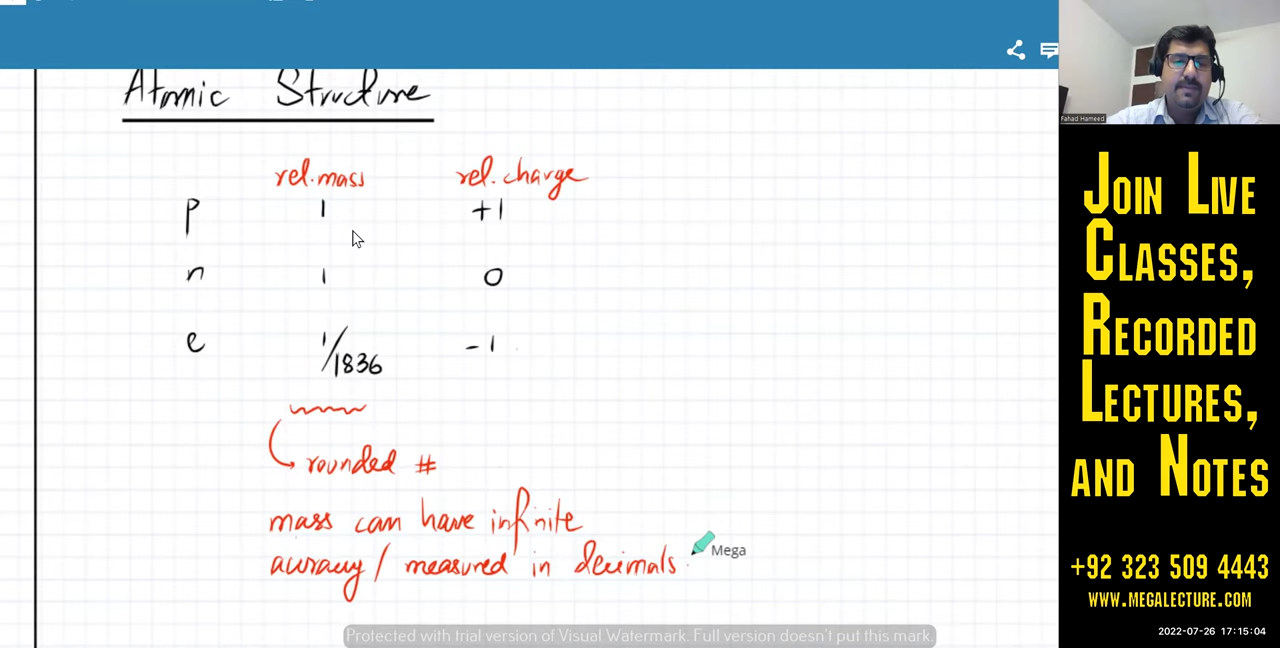 Atomic Structure
rel. mass rel. charge
p 1 +1
n 1 0
e 1/1836 -1
rounded #
mass can have infinite
accuracy / measured in decimals.
Mega
Fahad Hameed
JOIN LIVE
CLASSES,
RECORDED
LECTURES,
AND NOTES
+92 323 509 4443
WWW.MEGALECTURE.COM
2022-07-26 17:15:04
Protected with trial version of Visual Watermark. Full version doesn't put this mark.